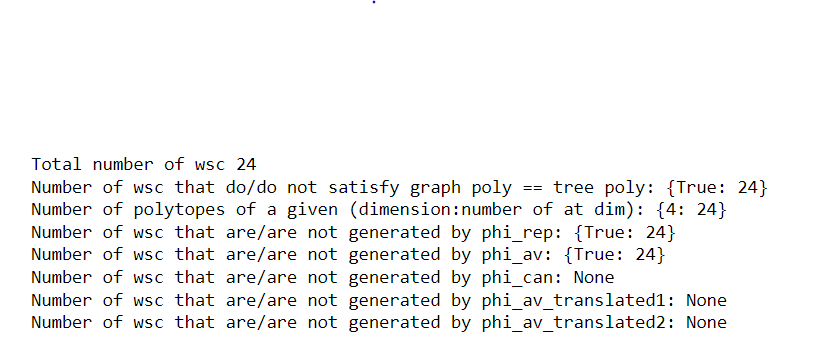 Total number of wsc 24
Number of wsc that do/do not satisfy graph poly == tree poly: {True: 24}
Number of polytopes of a given (dimension:number of at dim): {4: 24}
Number of wsc that are/are not generated by phi_rep: {True: 24}
Number of wsc that are/are not generated by phi_av: {True: 24}
Number of wsc that are/are not generated by phi_can: None
Number of wsc that are/are not generated by phi_av_translated1: None
Number of wsc that are/are not generated by phi_av_translated2: None